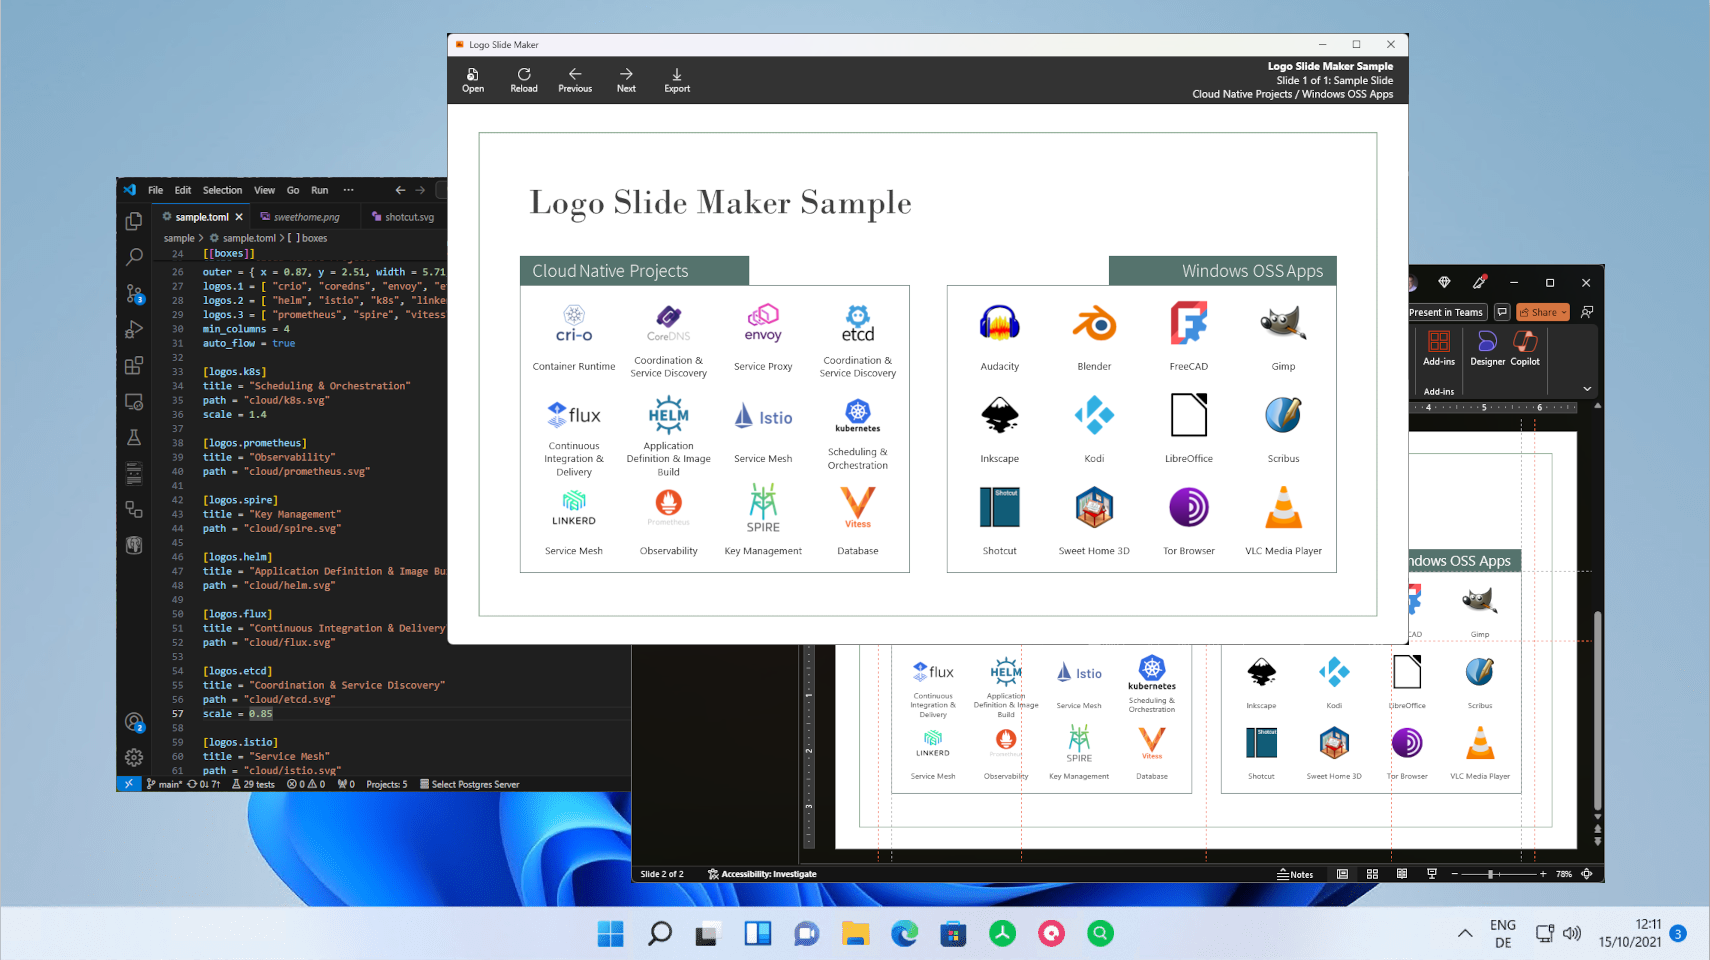 Logo Slide Maker
Open
Reload
Previous
Next
Export
Logo Slide Maker Sample
Slide 1 of 1: Sample Slide
Cloud Native Projects / Windows OSS Apps
Logo Slide Maker Sample
Cloud Native Projects
cri-o
CoreDNS
envoy
etcd
Container Runtime
Coordination &
Service Discovery
Service Proxy
Coordination &
Service Discovery
flux
HELM
Istio
kubernetes
Continuous
Integration &
Delivery
Application
Definition & Image
Build
Service Mesh
Scheduling &
Orchestration
LINKERD
Prometheus
SPIRE
Vitess
Service Mesh
Observability
Key Management
Database
Windows OSS Apps
Audacity
Blender
FreeCAD
Gimp
Inkscape
Kodi
LibreOffice
Scribus
Shotcut
Shotcut
Sweet Home 3D
Tor Browser
VLC Media Player
File Edit Selection View Go Run ···
sample.toml
sweethome.png
shotcut.svg
sample > sample.toml > [ ] boxes
24 [[boxes]]
26 outer = { x = 0.87, y = 2.51, width = 5.71,
27 logos.1 = [ "crio", "coredns", "envoy", "e
28 logos.2 = [ "helm", "istio", "k8s", "linke
29 logos.3 = [ "prometheus", "spire", "vitess
30 min_columns = 4
31 auto_flow = true
32
33 [logos.k8s]
34 title = "Scheduling & Orchestration"
35 path = "cloud/k8s.svg"
36 scale = 1.4
37
38 [logos.prometheus]
39 title = "Observability"
40 path = "cloud/prometheus.svg"
41
42 [logos.spire]
43 title = "Key Management"
44 path = "cloud/spire.svg"
45
46 [logos.helm]
47 title = "Application Definition & Image Bu
48 path = "cloud/helm.svg"
49
50 [logos.flux]
51 title = "Continuous Integration & Delivery
52 path = "cloud/flux.svg"
53
54 [logos.etcd]
55 title = "Coordination & Service Discovery"
56 path = "cloud/etcd.svg"
57 scale = 0.85
58
59 [logos.istio]
60 title = "Service Mesh"
61 path = "cloud/istio.svg"
3
2
main* 0↓ 7↑ 29 tests 0 0 0 Projects: 5 Select Postgres Server
Present in Teams
Share
Add-ins
Designer
Copilot
Add-ins
4 5 6
1
2
3
ndows OSS Apps
CAD
Gimp
flux
HELM
Istio
kubernetes
Continuous
Integration &
Delivery
Application
Definition & Image
Build
Service Mesh
Scheduling &
Orchestration
LINKERD
Prometheus
SPIRE
Vitess
Service Mesh
Observability
Key Management
Database
Inkscape
Kodi
LibreOffice
Scribus
Shotcut
Shotcut
Sweet Home 3D
Tor Browser
VLC Media Player
Slide 2 of 2
Accessibility: Investigate
Notes
78%
ENG
DE
12:11
15/10/2021
3